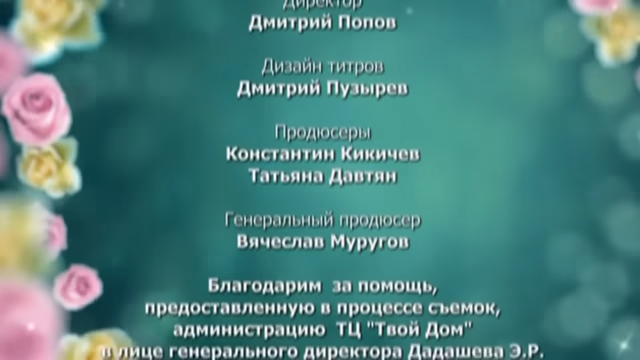 Директор
Дмитрий Попов
Дизайн титров
Дмитрий Пузырев
Продюсеры
Константин Кикичев
Татьяна Давтян
Генеральный продюсер
Вячеслав Муругов
Благодарим за помощь,
предоставленную в процессе съемок,
администрацию ТЦ "Твой Дом"
в лице генерального директора Дадашева Э.Р.